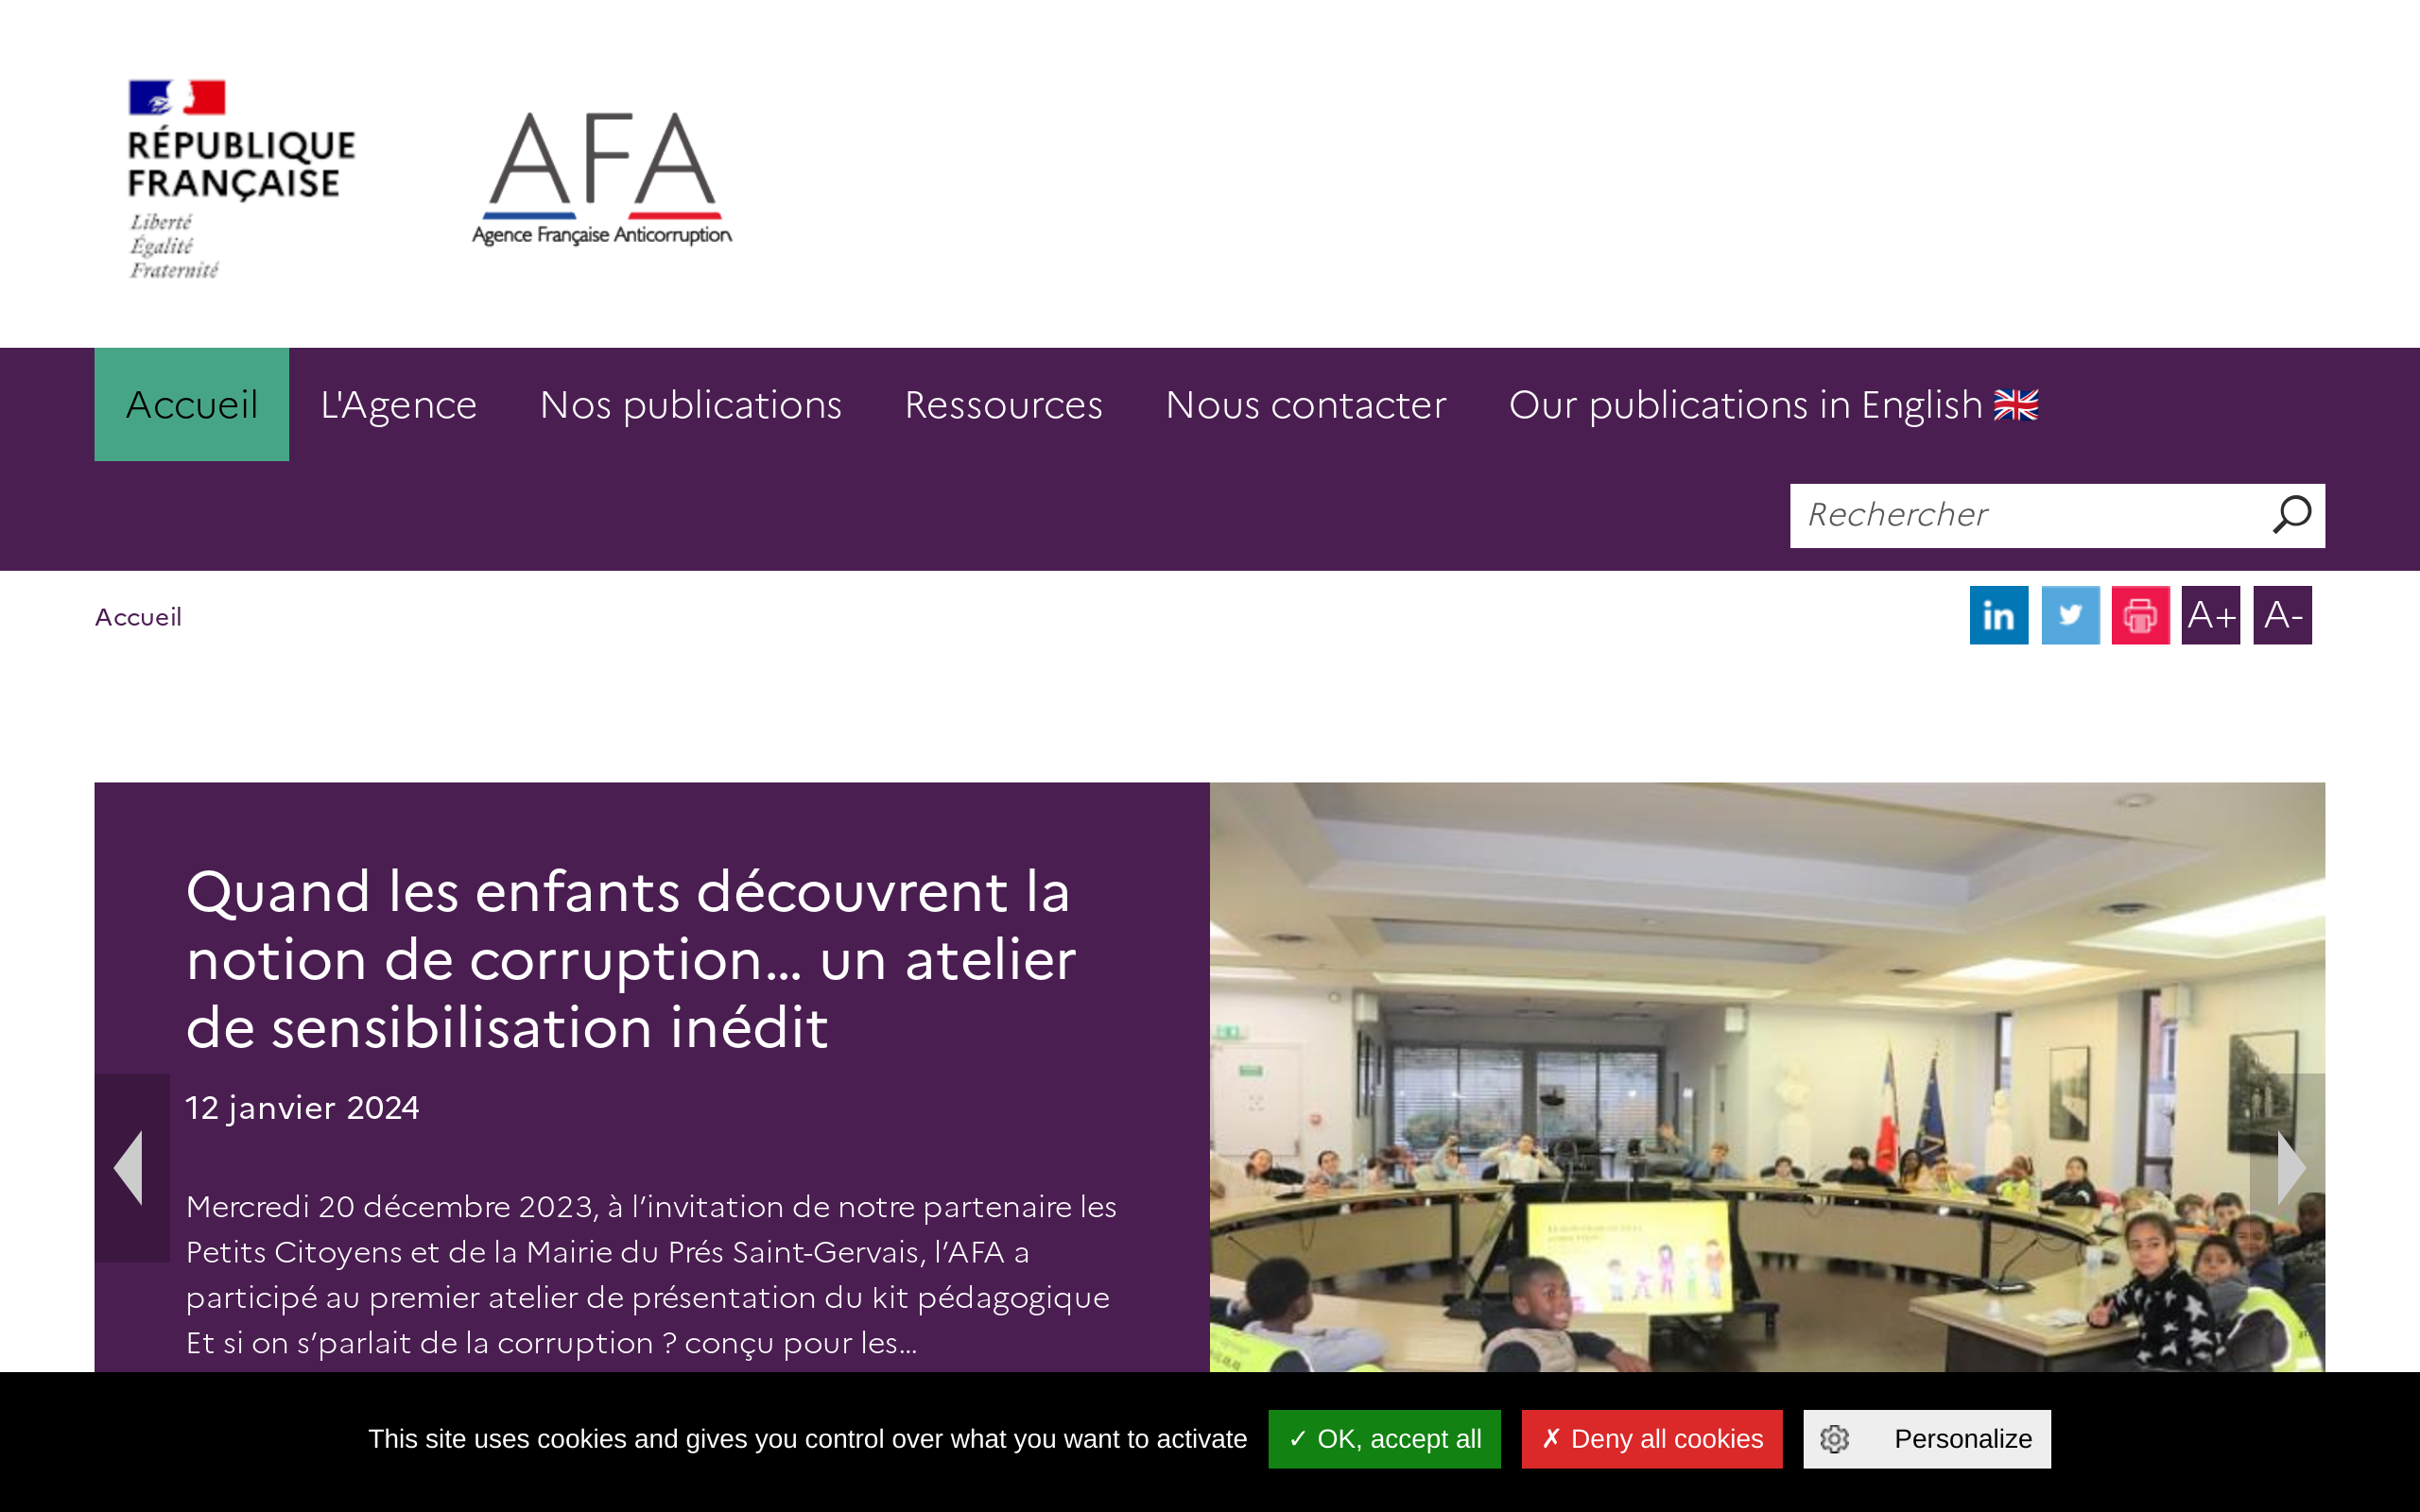 RÉPUBLIQUE
FRANÇAISE
Liberté
Égalité
Fraternité
AFA
Agence Française Anticorruption
Accueil L'Agence Nos publications Ressources Nous contacter Our publications in English 🇬🇧
Rechercher
Accueil
in A+ A-
Quand les enfants découvrent la
notion de corruption... un atelier
de sensibilisation inédit
12 janvier 2024
Mercredi 20 décembre 2023, à l’invitation de notre partenaire les
Petits Citoyens et de la Mairie du Prés Saint-Gervais, l’AFA a
participé au premier atelier de présentation du kit pédagogique
Et si on s’parlait de la corruption ? conçu pour les...
This site uses cookies and gives you control over what you want to activate ✓ OK, accept all ✗ Deny all cookies Personalize